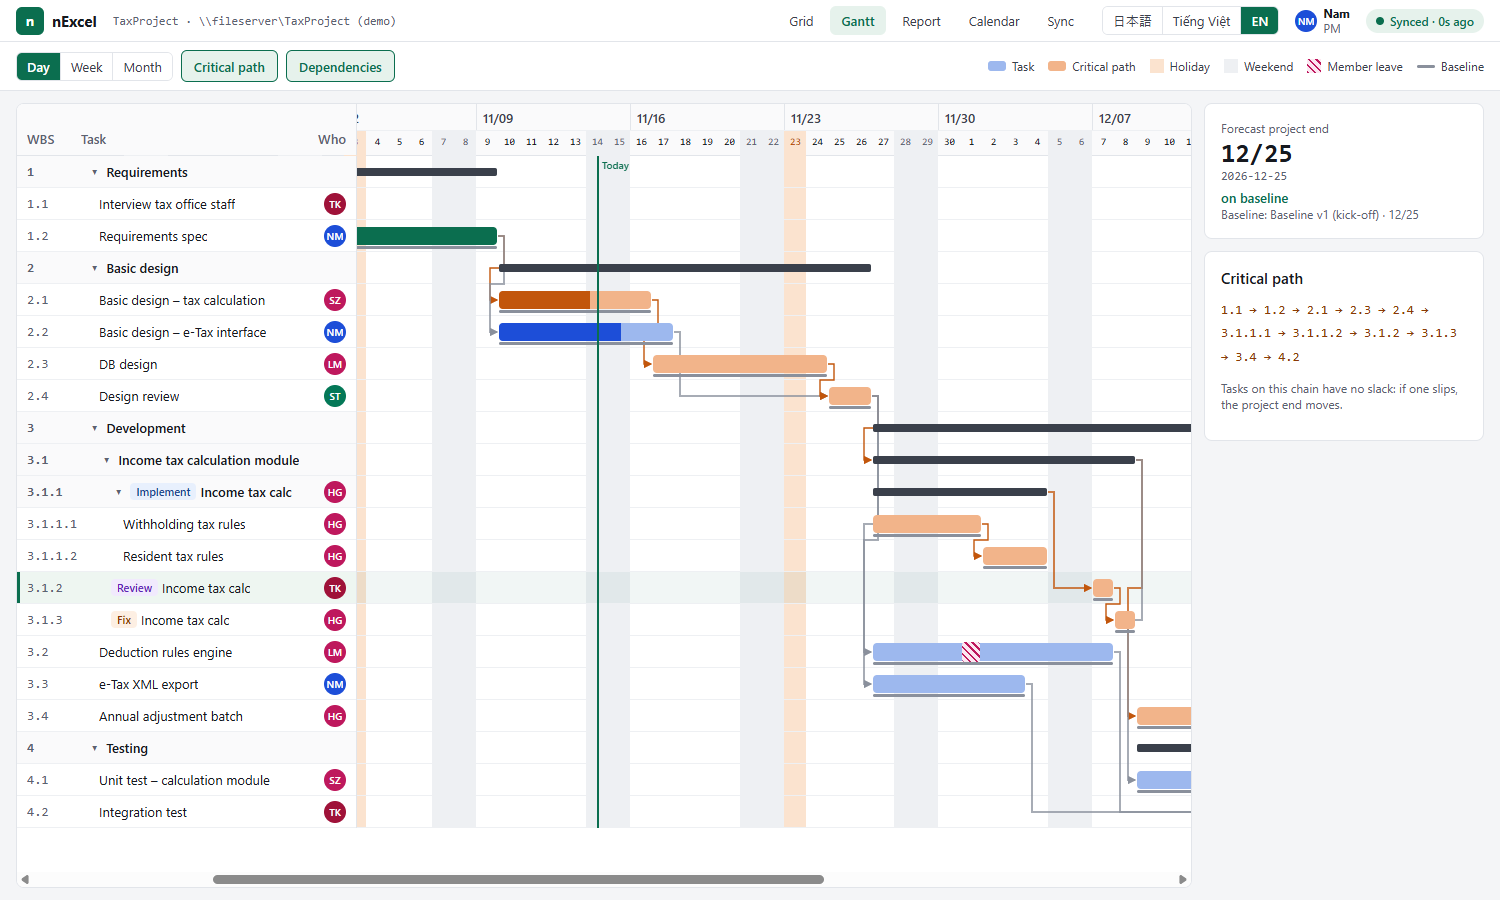 n nExcel TaxProject · \\fileserver\TaxProject (demo) Grid Gantt Report Calendar Sync 日本語 Tiếng Việt EN NM Nam PM Synced · 0s ago
Day Week Month Critical path Dependencies Task Critical path Holiday Weekend Member leave Baseline
11/09 11/16 11/23 11/30 12/07
WBS Task Who 4 5 6 7 8 9 10 11 12 13 14 15 16 17 18 19 20 21 22 23 24 25 26 27 28 29 30 1 2 3 4 5 6 7 8 9 10
Today
1 ▼ Requirements
1.1 Interview tax office staff TK
1.2 Requirements spec NM
2 ▼ Basic design
2.1 Basic design – tax calculation SZ
2.2 Basic design – e-Tax interface NM
2.3 DB design LM
2.4 Design review ST
3 ▼ Development
3.1 ▼ Income tax calculation module
3.1.1 ▼ Implement Income tax calc HG
3.1.1.1 Withholding tax rules HG
3.1.1.2 Resident tax rules HG
3.1.2 Review Income tax calc TK
3.1.3 Fix Income tax calc HG
3.2 Deduction rules engine LM
3.3 e-Tax XML export NM
3.4 Annual adjustment batch HG
4 ▼ Testing
4.1 Unit test – calculation module SZ
4.2 Integration test TK
Forecast project end
12/25
2026-12-25
on baseline
Baseline: Baseline v1 (kick-off) · 12/25
Critical path
1.1 → 1.2 → 2.1 → 2.3 → 2.4 →
3.1.1.1 → 3.1.1.2 → 3.1.2 → 3.1.3
→ 3.4 → 4.2
Tasks on this chain have no slack: if one slips,
the project end moves.